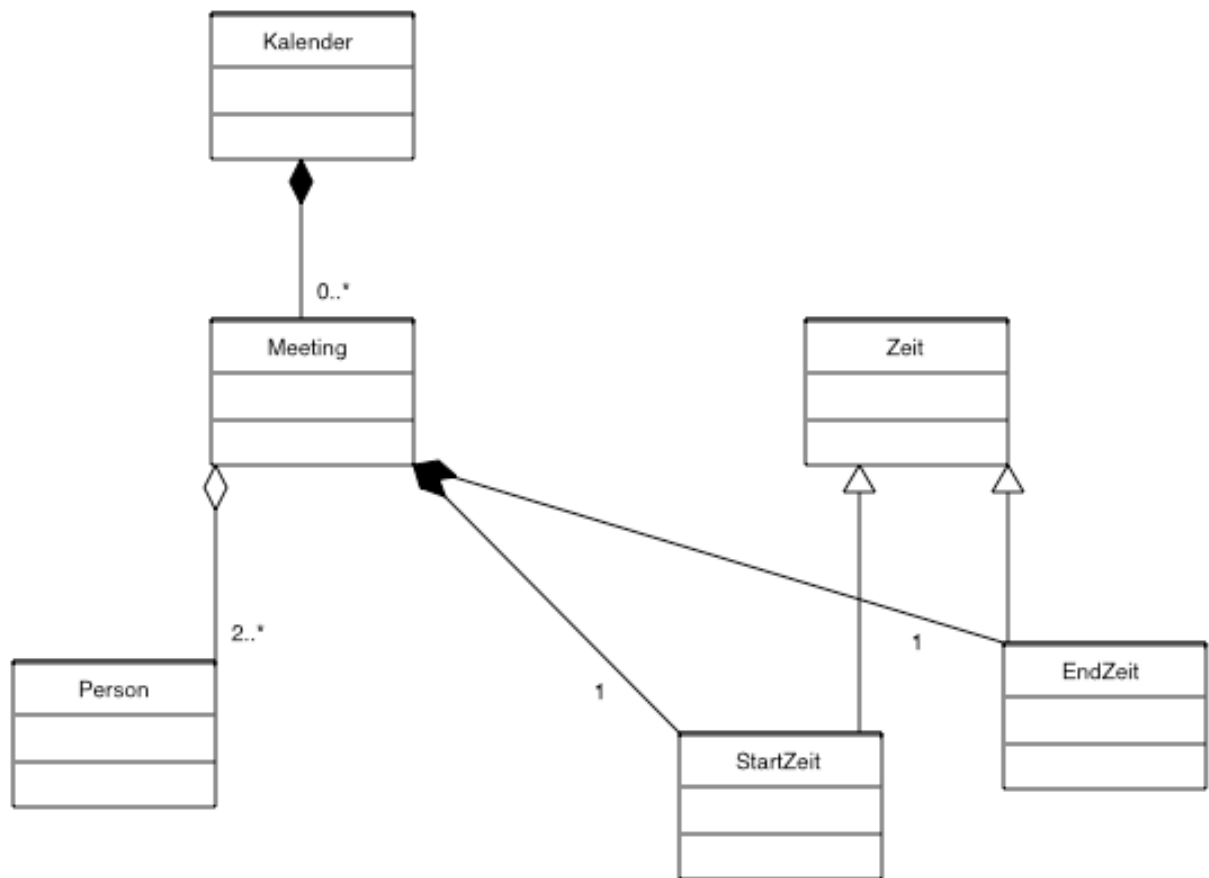 Kalender
0..*
Meeting
Zeit
2..*
1
EndZeit
Person
1
StartZeit